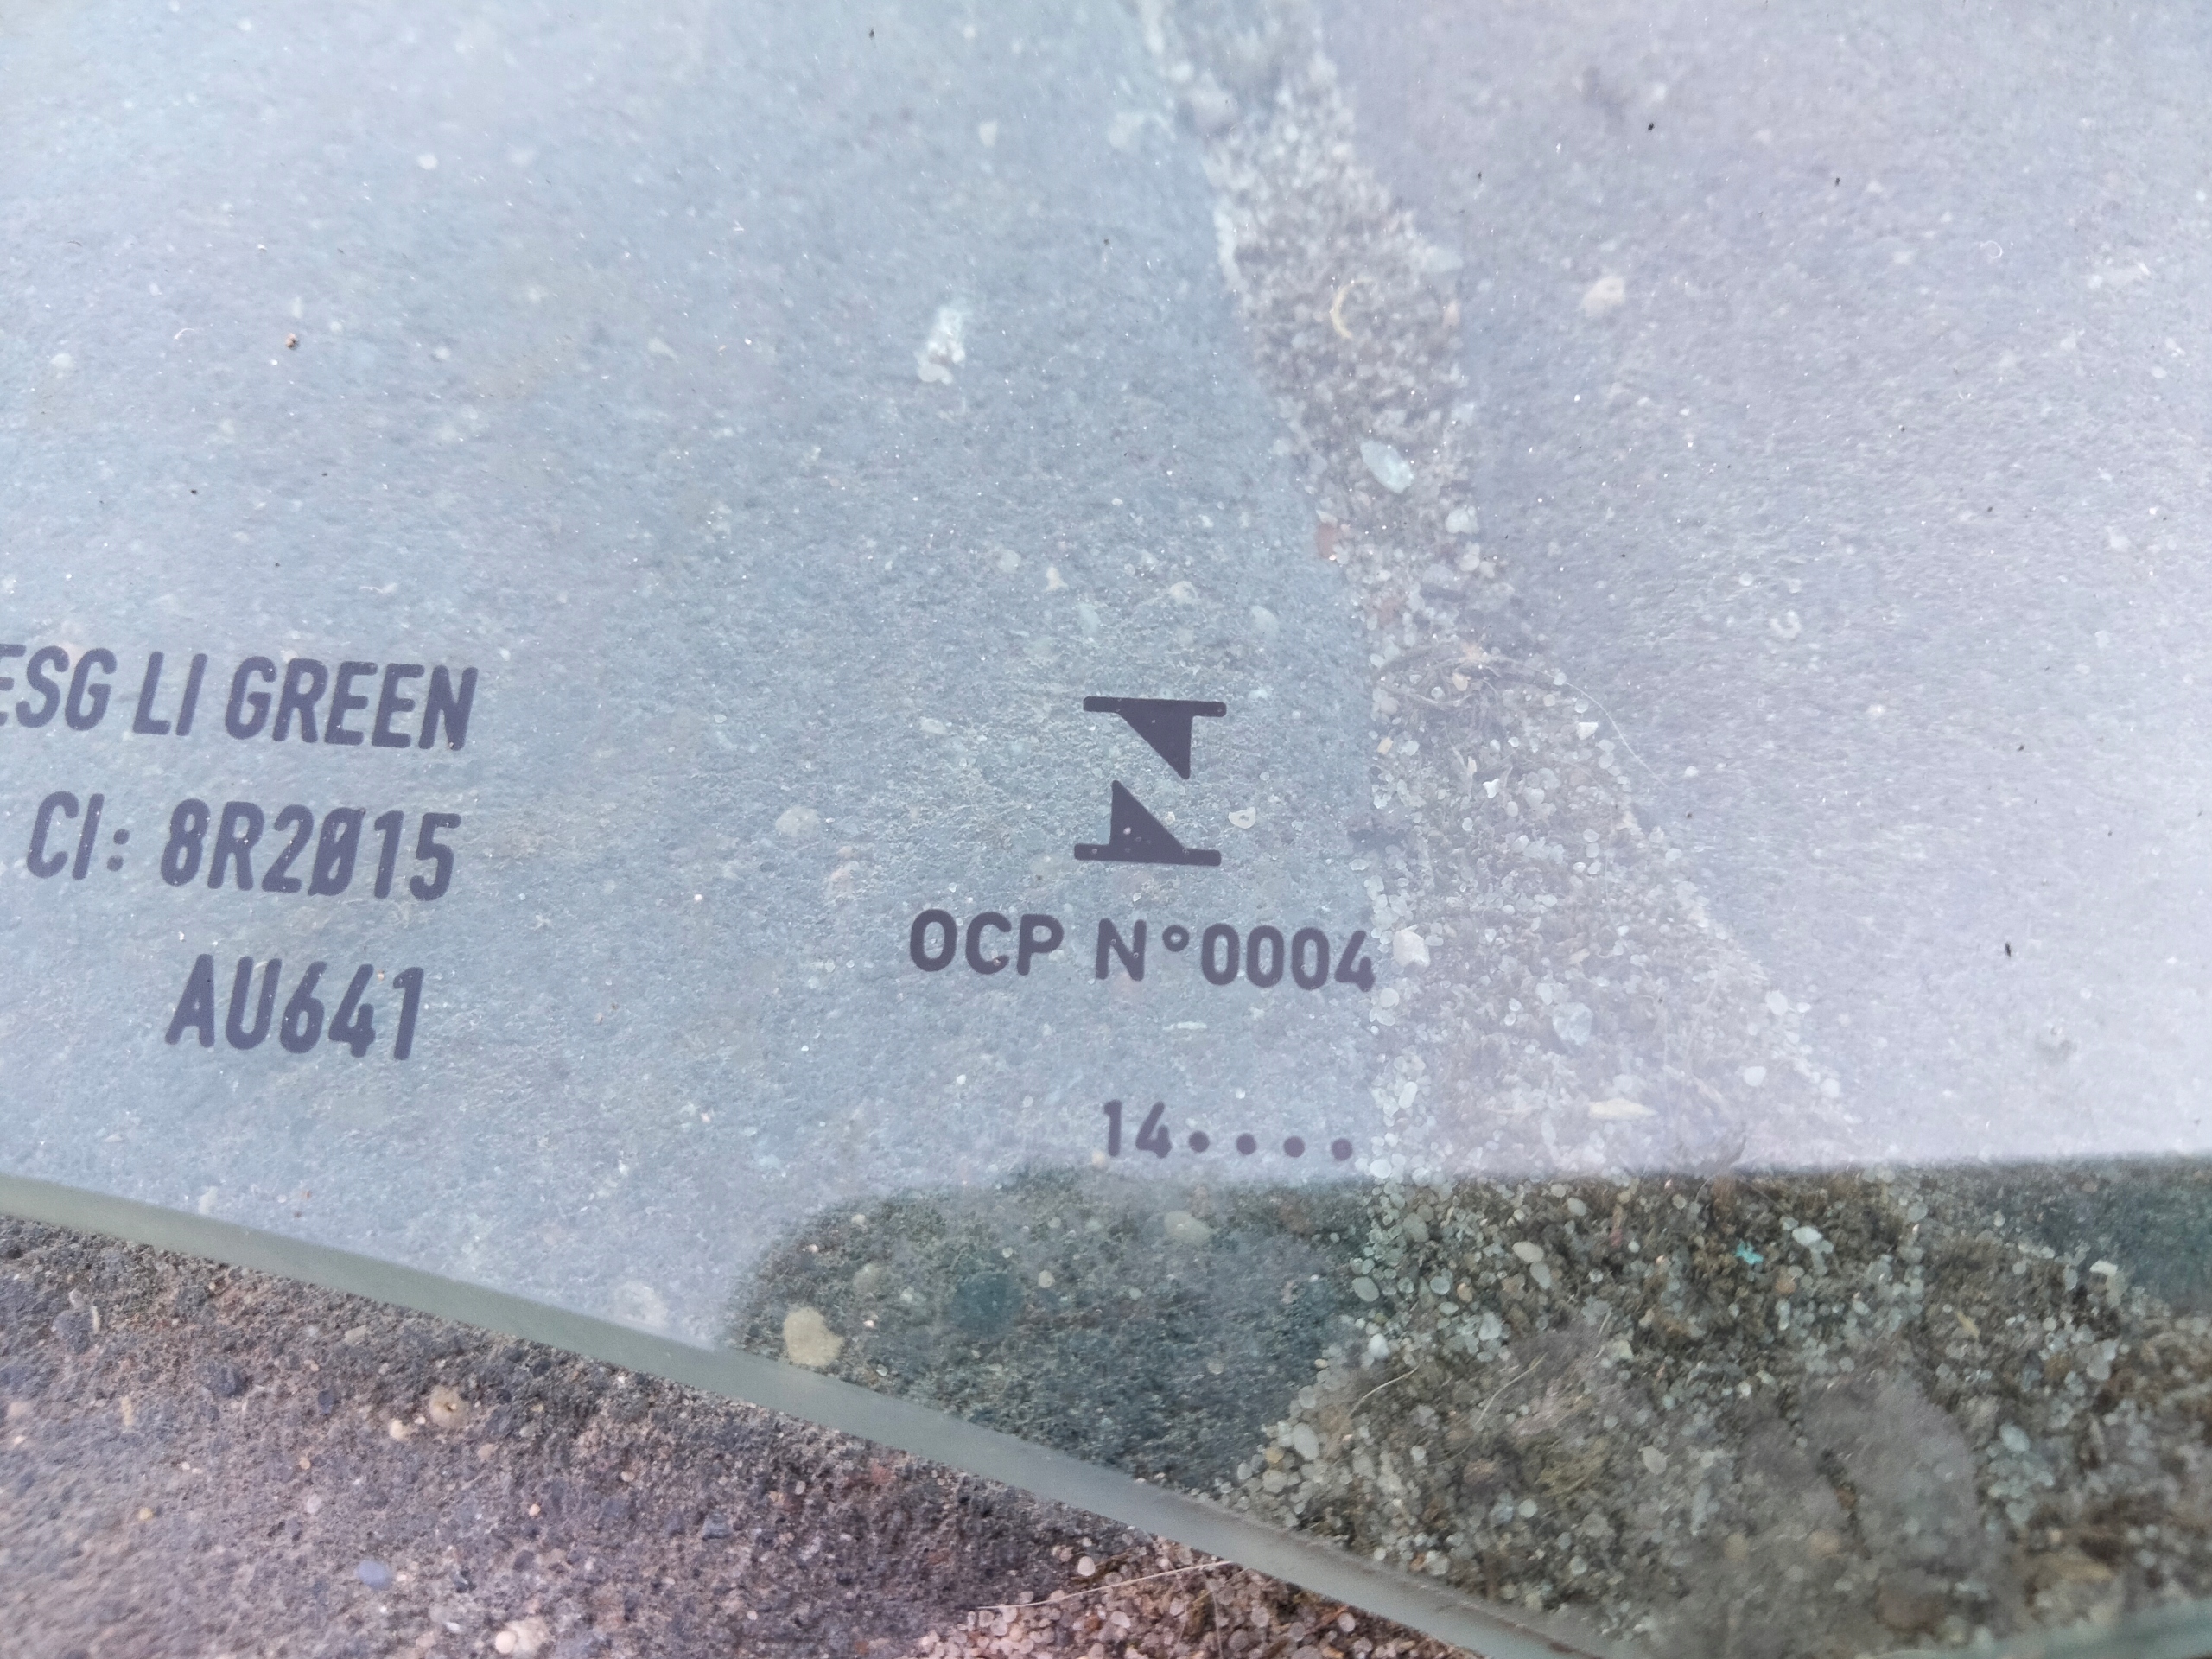 ESG LI GREEN
CI: 8R2Ø15
AU641
OCP N°0004
14....